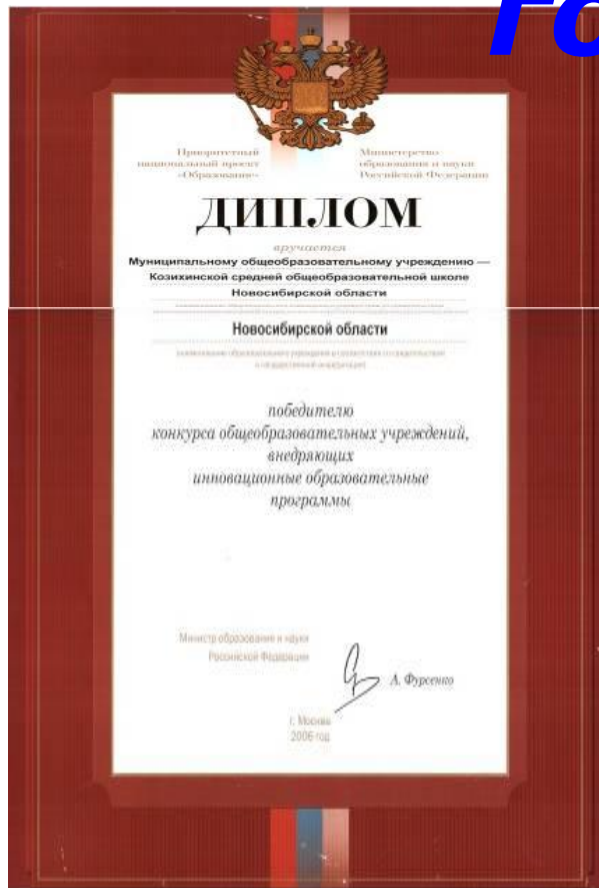 Го
Приоритетный
национальный проект
«Образование»
Министерство
образования и науки
Российской Федерации
ДИПЛОМ
вручается
Муниципальному общеобразовательному учреждению —
Козихинской средней общеобразовательной школе
Новосибирской области
Новосибирской области
победителю
конкурса общеобразовательных учреждений,
внедряющих
инновационные образовательные
программы
Министр образования и науки
Российской Федерации
А. Фурсенко
г. Москва
2006 год